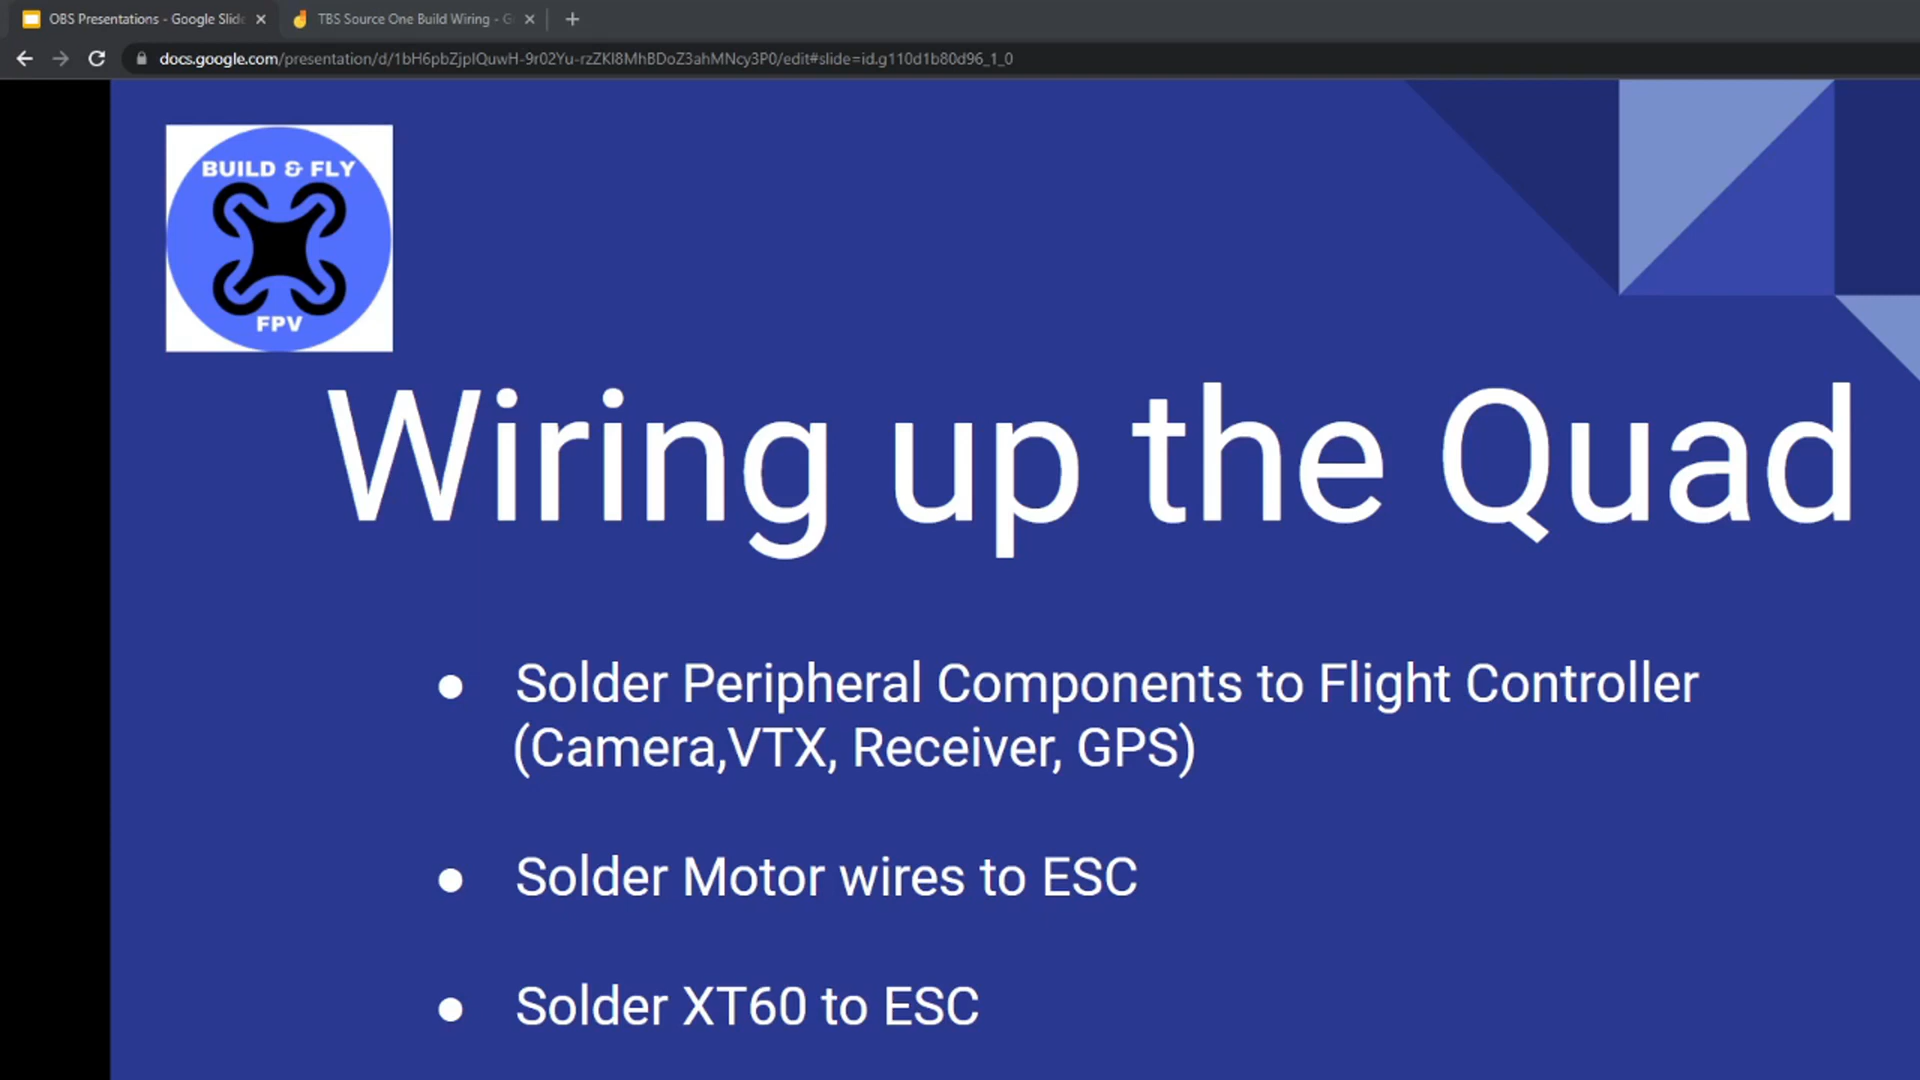 OBS Presentations - Google Slide
TBS Source One Build Wiring - G
docs.google.com/presentation/d/1bH6pbZjpIQuwH-9r02Yu-rzZKI8MhBDoZ3ahMNcy3P0/edit#slide=id.g110d1b80d96_1_0
BUILD & FLY
FPV
Wiring up the Quad
● Solder Peripheral Components to Flight Controller
(Camera,VTX, Receiver, GPS)
● Solder Motor wires to ESC
● Solder XT60 to ESC